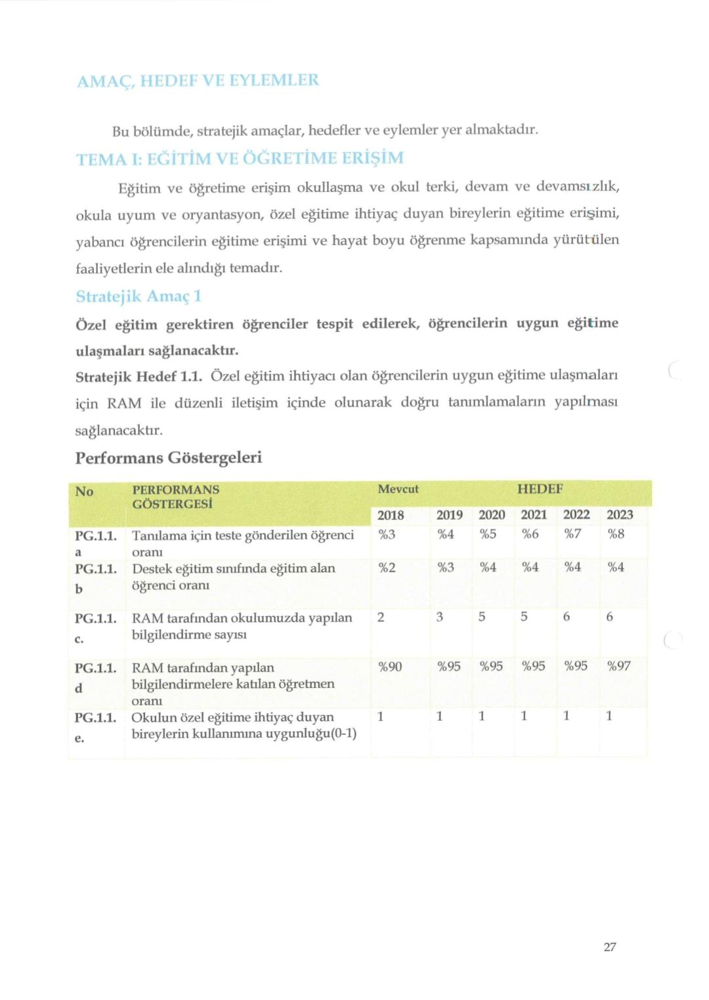 AMAÇ, HEDEF VE EYLEMLER
Bu bölümde, stratejik amaçlar, hedefler ve eylemler yer almaktadır.
TEMA I: EĞİTİM VE ÖĞRETİME ERİŞİM
Eğitim ve öğretime erişim okullaşma ve okul terki, devam ve devamsızlık,
okula uyum ve oryantasyon, özel eğitime ihtiyaç duyan bireylerin eğitime erişimi,
yabancı öğrencilerin eğitime erişimi ve hayat boyu öğrenme kapsamında yürütülen
faaliyetlerin ele alındığı temadır.
Stratejik Amaç 1
Özel eğitim gerektiren öğrenciler tespit edilerek, öğrencilerin uygun eğitime
ulaşmaları sağlanacaktır.
Stratejik Hedef 1.1. Özel eğitim ihtiyacı olan öğrencilerin uygun eğitime ulaşmaları
için RAM ile düzenli iletişim içinde olunarak doğru tanımlamaların yapılması
sağlanacaktır.
Performans Göstergeleri
No PERFORMANS Mevcut HEDEF
GÖSTERGESİ
2018 2019 2020 2021 2022 2023
PG.1.1. Tanılama için teste gönderilen öğrenci %3 %4 %5 %6 %7 %8
a oranı
PG.1.1. Destek eğitim sınıfında eğitim alan %2 %3 %4 %4 %4 %4
b öğrenci oranı
PG.1.1. RAM tarafından okulumuzda yapılan 2 3 5 5 6 6
c. bilgilendirme sayısı
PG.1.1. RAM tarafından yapılan %90 %95 %95 %95 %95 %97
d bilgilendirmelere katılan öğretmen
oranı
PG.1.1. Okulun özel eğitime ihtiyaç duyan 1 1 1 1 1 1
e. bireylerin kullanımına uygunluğu(0-1)
27